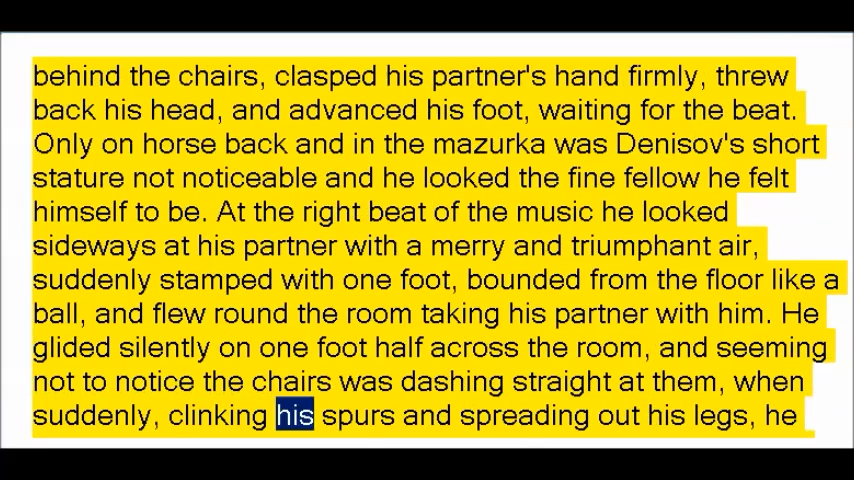 behind the chairs, clasped his partner's hand firmly, threw
back his head, and advanced his foot, waiting for the beat.
Only on horse back and in the mazurka was Denisov's short
stature not noticeable and he looked the fine fellow he felt
himself to be. At the right beat of the music he looked
sideways at his partner with a merry and triumphant air,
suddenly stamped with one foot, bounded from the floor like a
ball, and flew round the room taking his partner with him. He
glided silently on one foot half across the room, and seeming
not to notice the chairs was dashing straight at them, when
suddenly, clinking his spurs and spreading out his legs, he